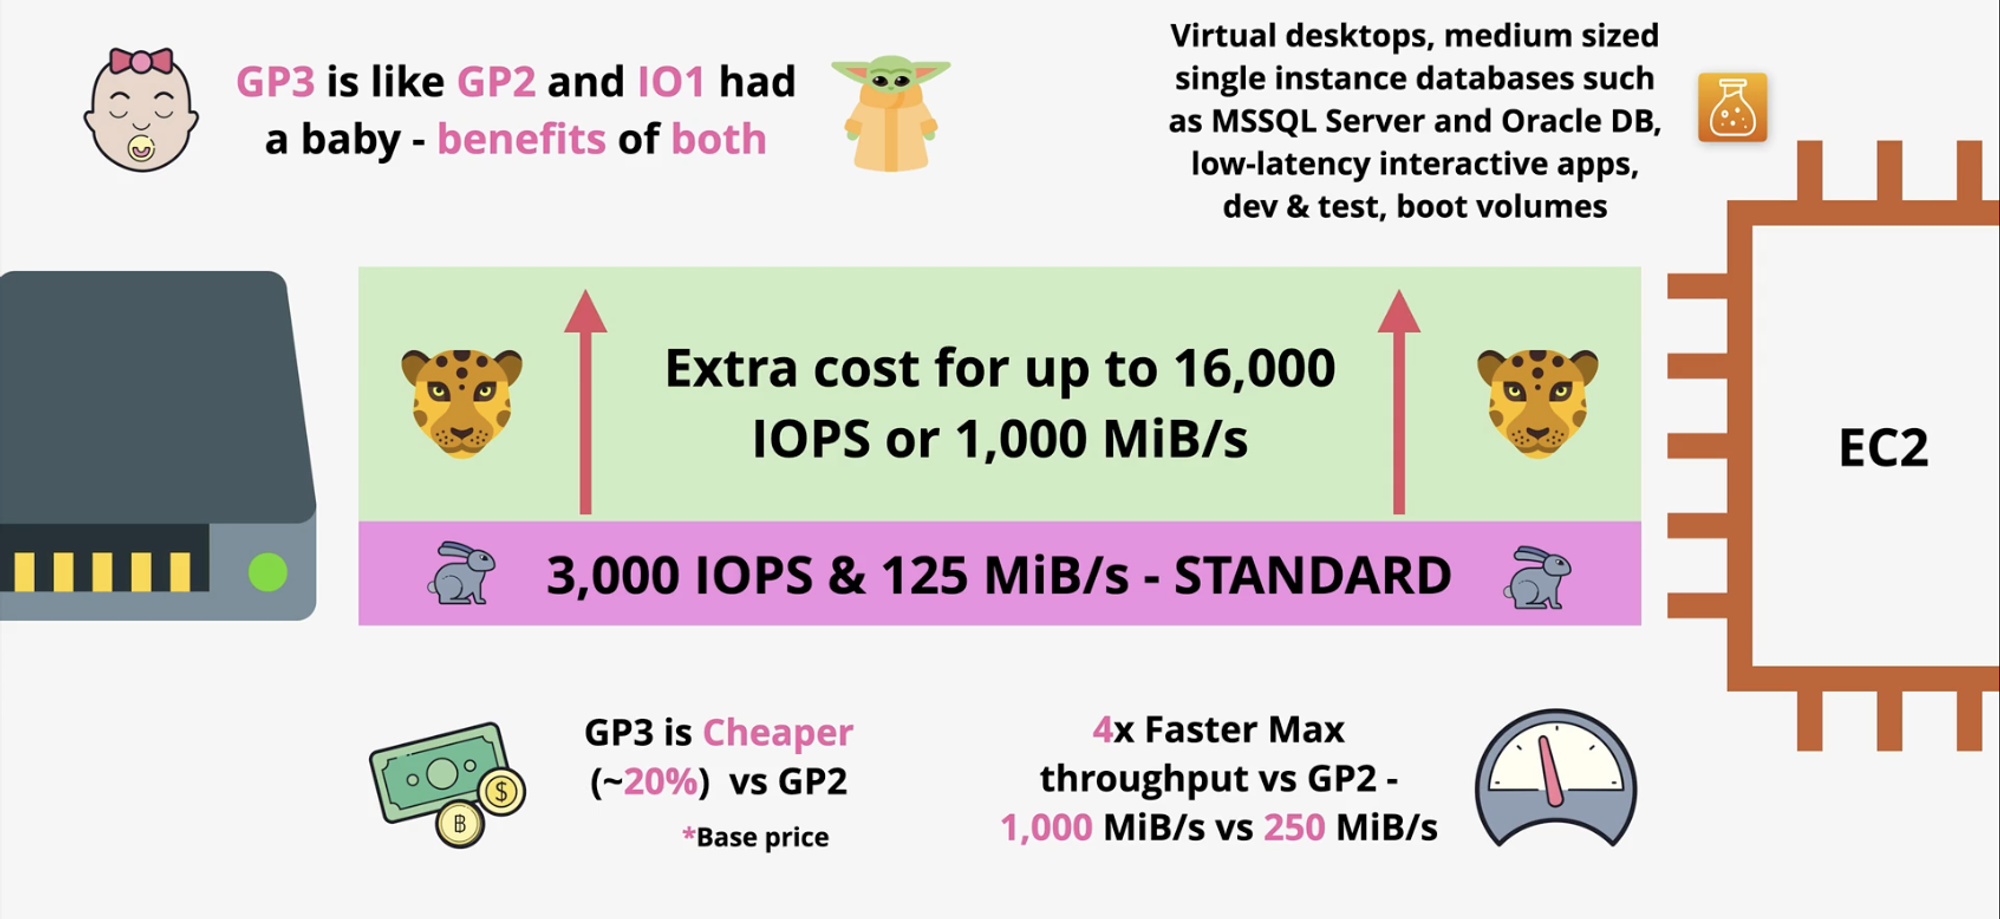 GP3 is like GP2 and IO1 had
a baby - benefits of both
Virtual desktops, medium sized
single instance databases such
as MSSQL Server and Oracle DB,
low-latency interactive apps,
dev & test, boot volumes
Extra cost for up to 16,000
IOPS or 1,000 MiB/s
3,000 IOPS & 125 MiB/s - STANDARD
EC2
GP3 is Cheaper
(~20%) vs GP2
*Base price
$
B
4x Faster Max
throughput vs GP2 -
1,000 MiB/s vs 250 MiB/s